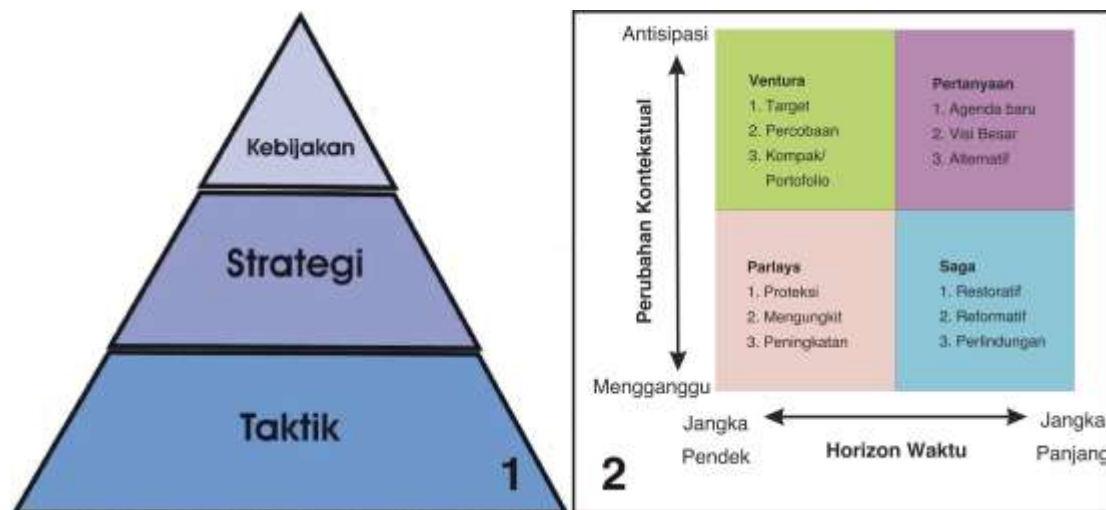 Kebijakan
Strategi
Taktik
1
Antisipasi
Perubahan Kontekstual
Mengganggu
Ventura
1. Target
2. Percobaan
3. Kompak/
Portofolio
Pertanyaan
1. Agenda baru
2. Visi Besar
3. Alternatif
Parlays
1. Proteksi
2. Mengungkit
3. Peningkatan
Saga
1. Restoratif
2. Reformatif
3. Perlindungan
Jangka
Pendek
Horizon Waktu
Jangka
Panjang
2